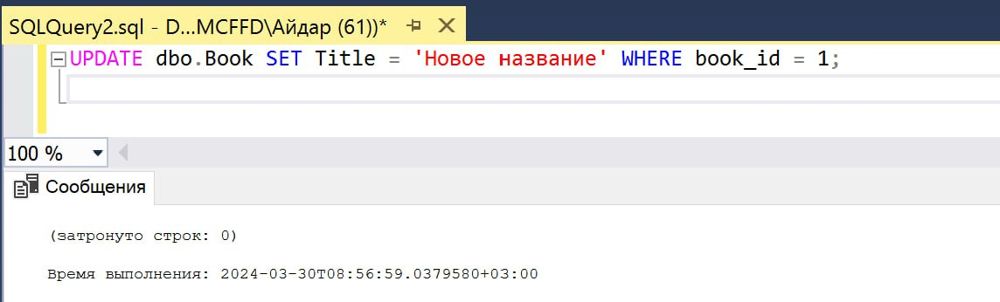 SQLQuery2.sql - D...MCFFD\Айдар (61))*
UPDATE dbo.Book SET Title = 'Новое название' WHERE book_id = 1;
100 %
Сообщения
(затронуто строк: 0)
Время выполнения: 2024-03-30T08:56:59.0379580+03:00